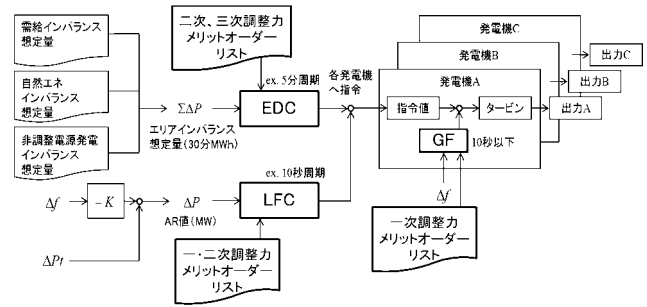 需給インバランス
想定量
自然エネ
インバランス
想定量
非調整電源発電
インバランス
想定量
二次、三次調整力
メリットオーダー
リスト
ΣΔP
エリアインバランス
想定量(30分MWh)
ex. 5分周期
EDC
各発電機
へ指令
発電機C
発電機B
発電機A
指令値
タービン
GF
10秒以下
出力C
出力B
出力A
Δf
一次調整力
メリットオーダー
リスト
Δf
-K
ΔPt
ΔP
AR値(MW)
ex. 10秒周期
LFC
一・二次調整力
メリットオーダー
リスト